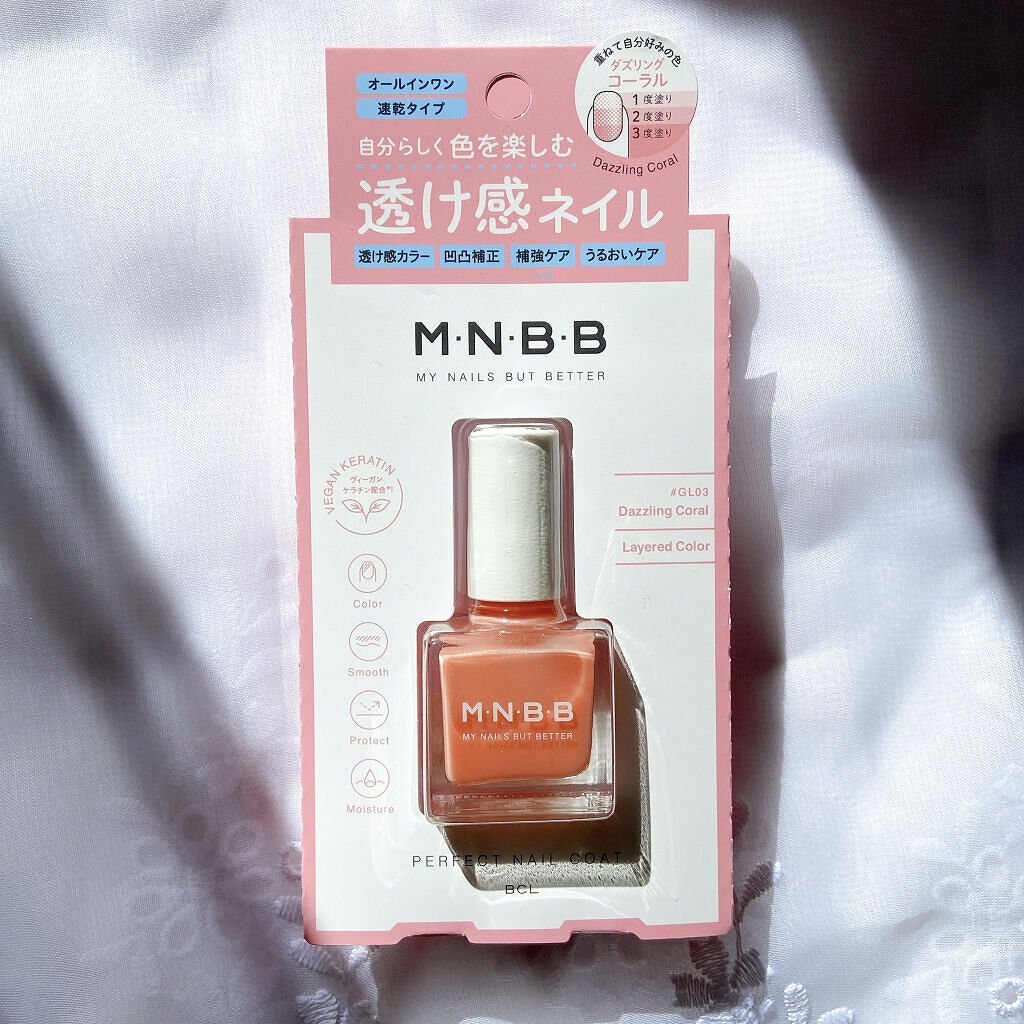 オールインワン
速乾タイプ
自分らしく色を楽しむ
透け感ネイル
透け感カラー 凹凸補正 補強ケア うるおいケア
重ねて自分好みの色
ダズリング
コーラル
1度塗り
2度塗り
3度塗り
Dazzling Coral
M·N·B·B
MY NAILS BUT BETTER
VEGAN KERATIN
ヴィーガン
ケラチン配合*1
Color
Smooth
Protect
Moisture
#GL03
Dazzling Coral
Layered Color
M·N·B·B
MY NAILS BUT BETTER
PERFECT NAIL COAT
BCL